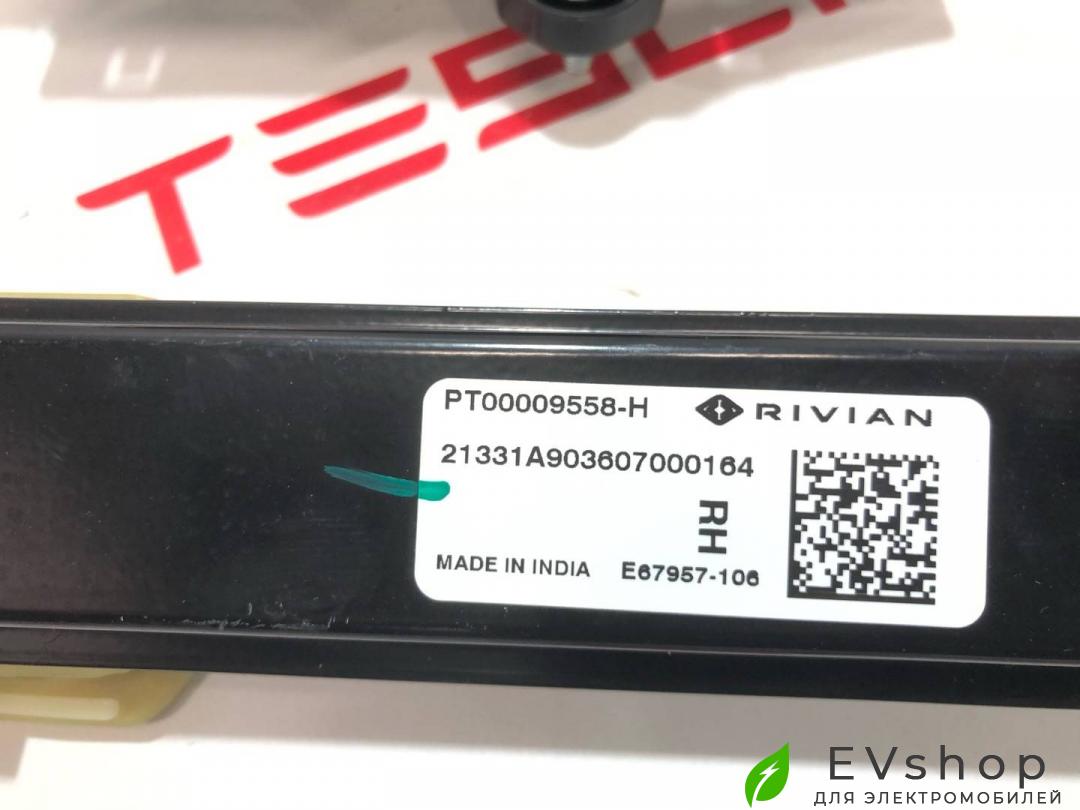 TESLA
PT00009558-H RIVIAN
21331A903607000164
RH
MADE IN INDIA E67957-106
EVshop
ДЛЯ ЭЛЕКТРОМОБИЛЕЙ